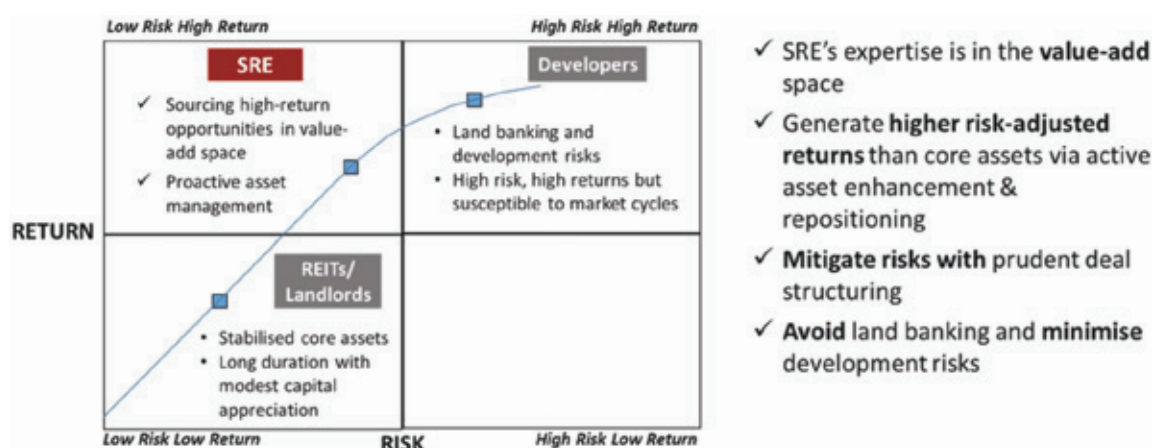 Low Risk High Return
High Risk High Return
SRE
✓ Sourcing high-return
opportunities in value-
add space
✓ Proactive asset
management
Developers
• Land banking and
development risks
• High risk, high returns but
susceptible to market cycles
RETURN
REITs/
Landlords
• Stabilised core assets
• Long duration with
modest capital
appreciation
Low Risk Low Return
RISK
High Risk Low Return
✓ SRE's expertise is in the value-add
space
✓ Generate higher risk-adjusted
returns than core assets via active
asset enhancement &
repositioning
✓ Mitigate risks with prudent deal
structuring
✓ Avoid land banking and minimise
development risks